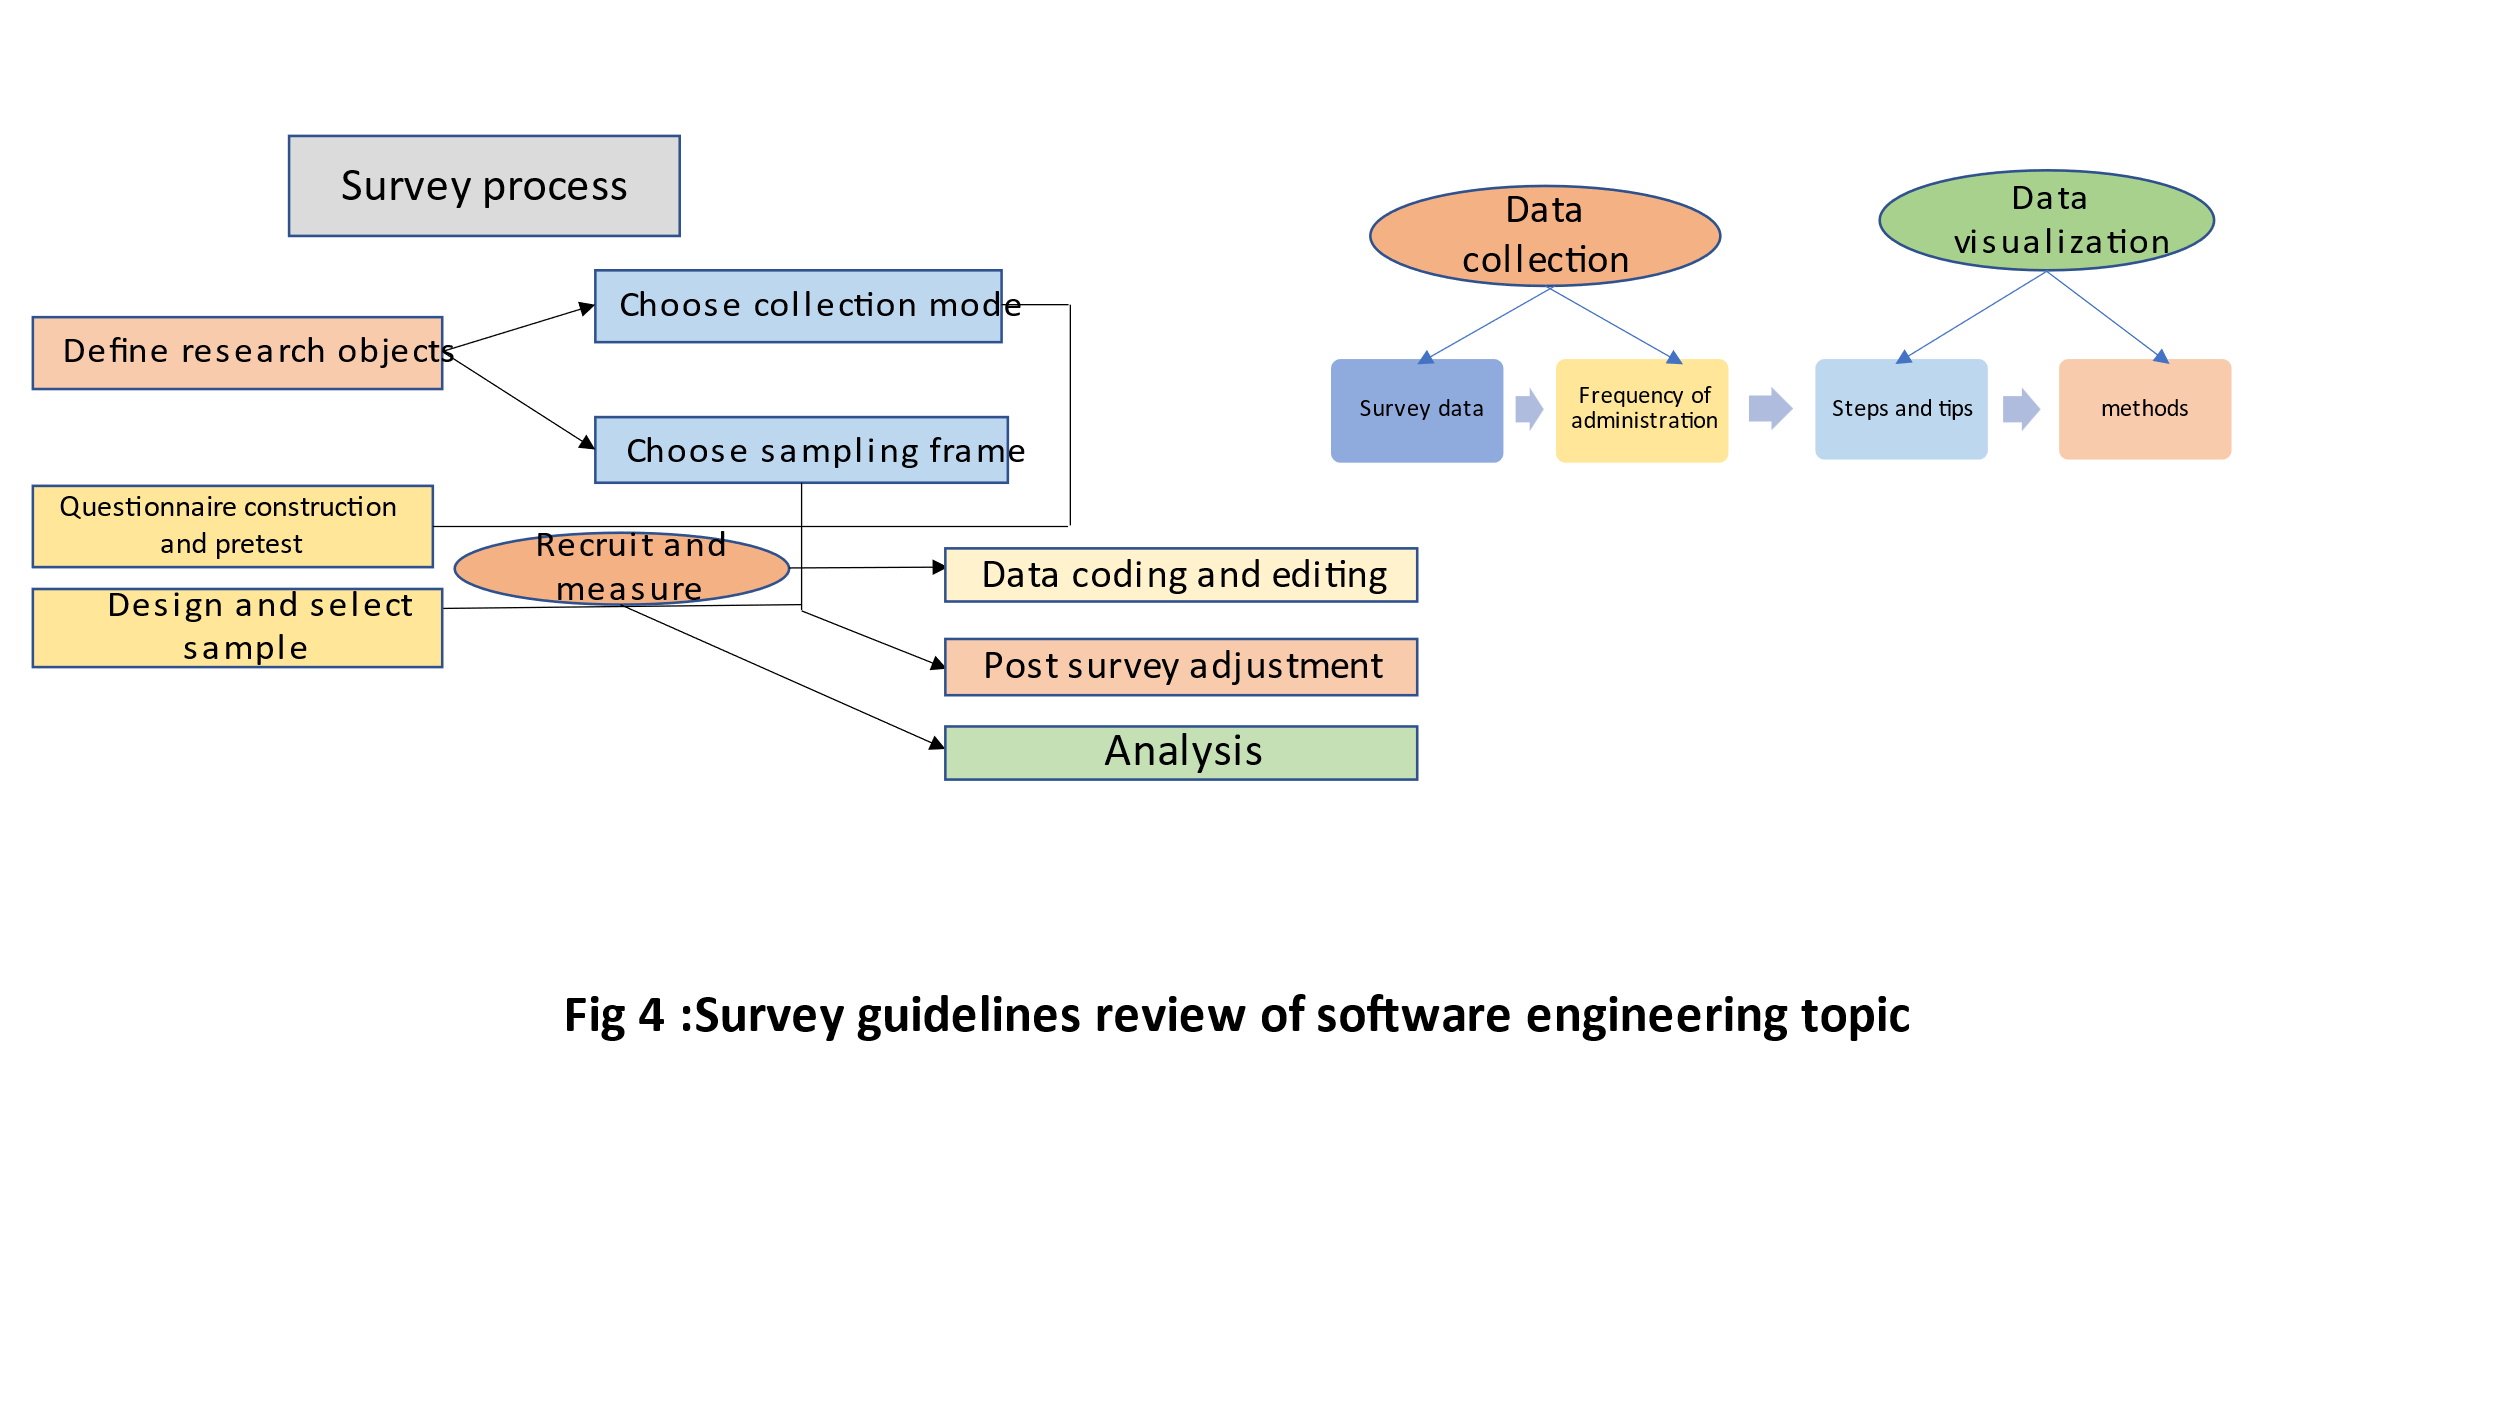 Survey process
Define research objects
Choose collection mode
Choose sampling frame
Questionnaire construction
and pretest
Design and select
sample
Recruit and
measure
Data coding and editing
Post survey adjustment
Analysis
Data
collection
Data
visualization
Survey data
Frequency of
administration
Steps and tips
methods
Fig 4 :Survey guidelines review of software engineering topic